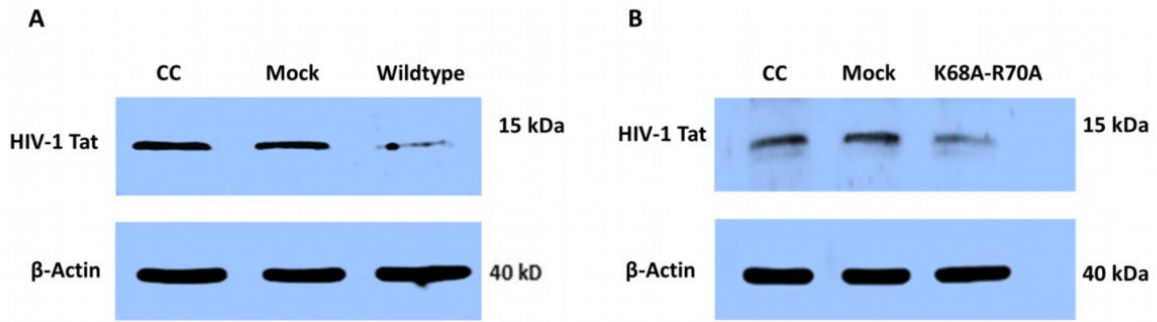 A
CC Mock Wildtype
HIV-1 Tat
15 kDa
β-Actin
40 kD
B
CC Mock K68A-R70A
HIV-1 Tat
15 kDa
β-Actin
40 kDa